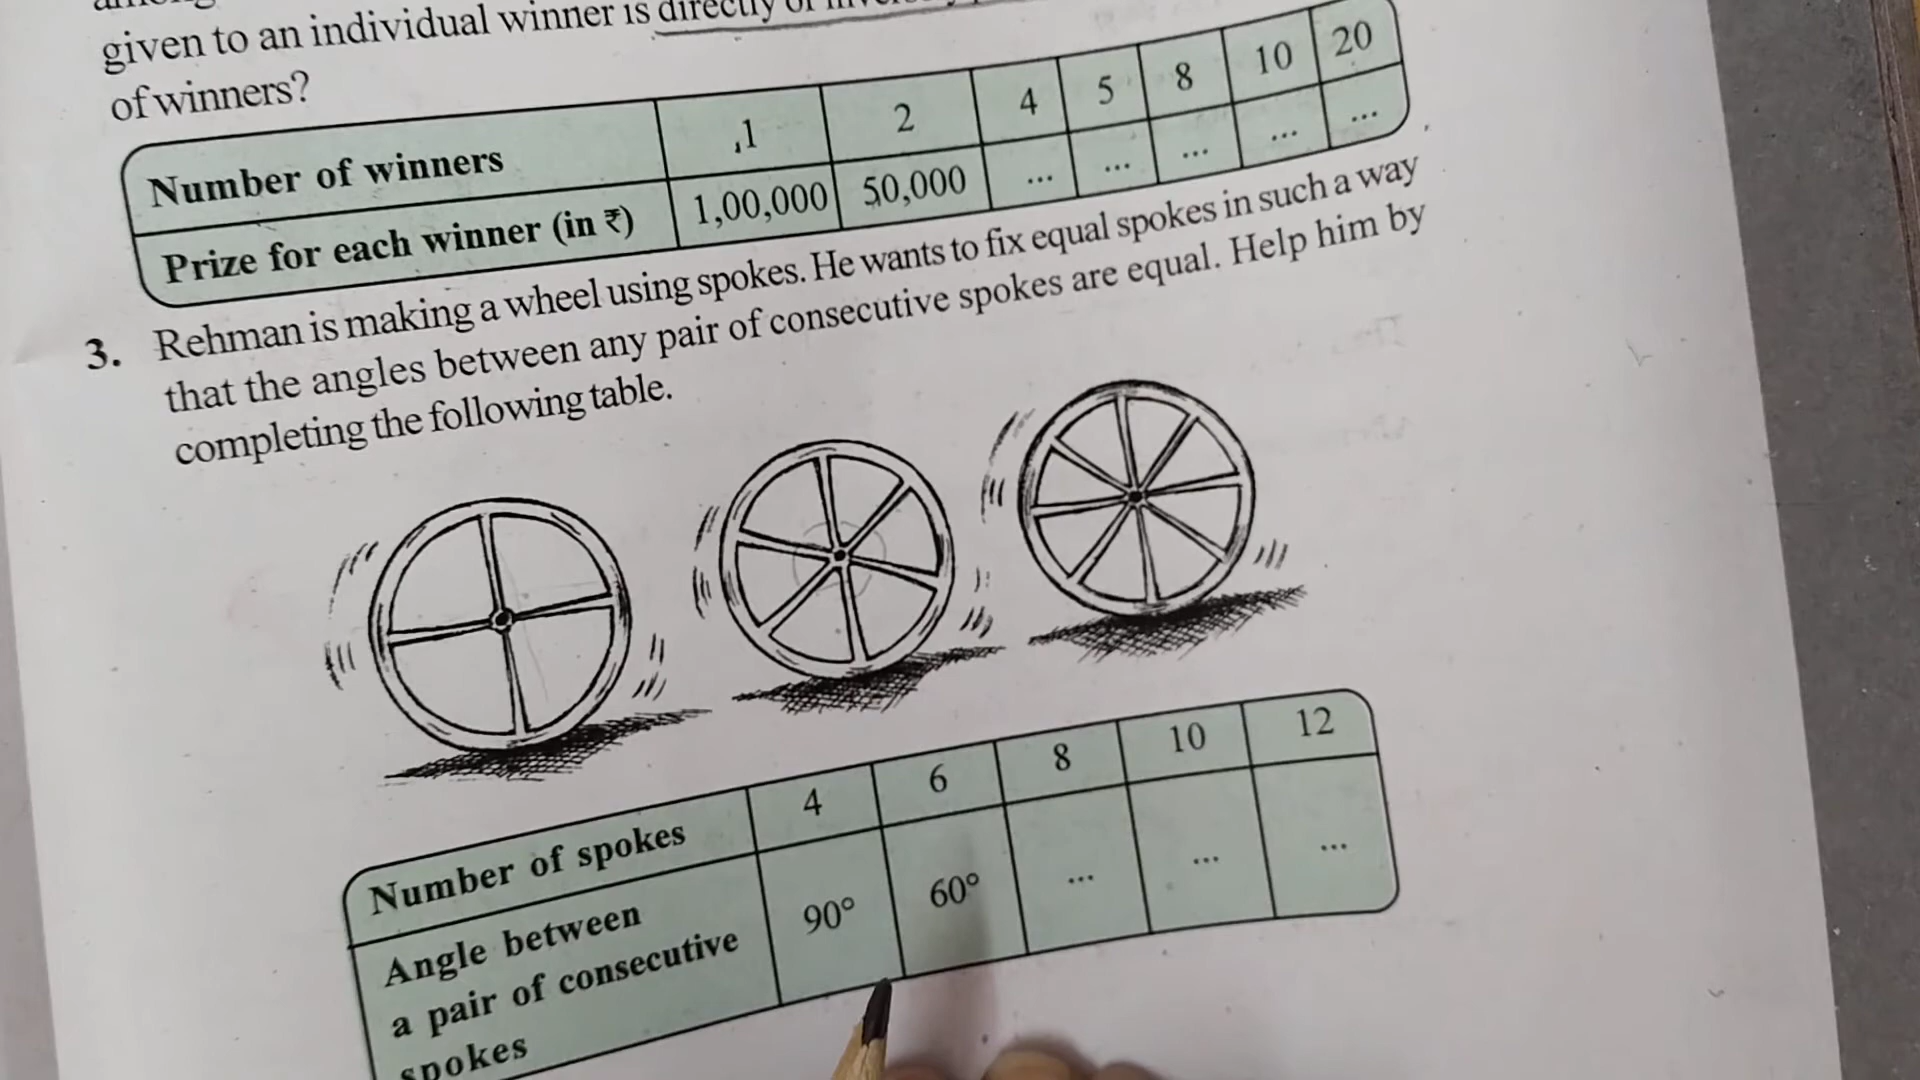 given to an individual winner is directly or
of winners?
Number of winners 1 2 4 5 8 10 20
Prize for each winner (in ₹) 1,00,000 50,000 ... ... ... ... ...
3. Rehman is making a wheel using spokes. He wants to fix equal spokes in such a way
that the angles between any pair of consecutive spokes are equal. Help him by
completing the following table.
Number of spokes 4 6 8 10 12
Angle between
a pair of consecutive
spokes 90° 60° ... ... ...